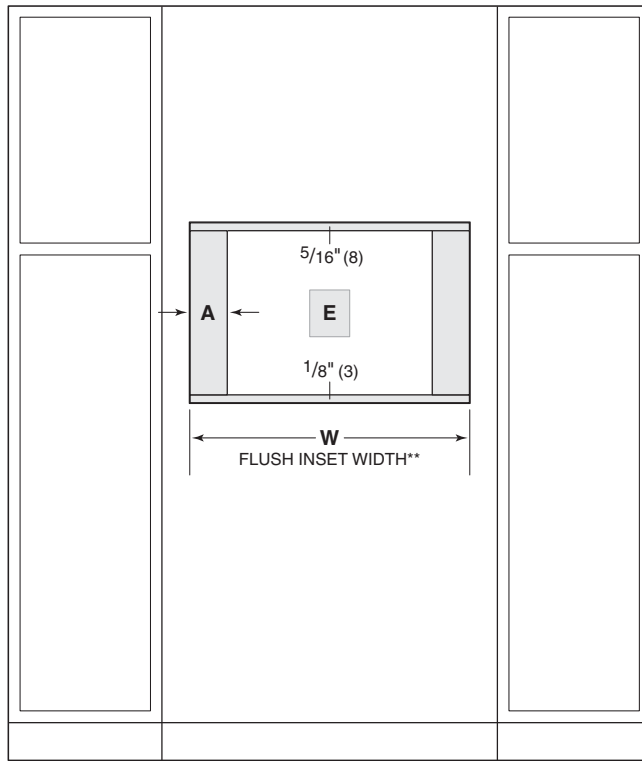 5/16" (8)
A
E
1/8" (3)
W
FLUSH INSET WIDTH**